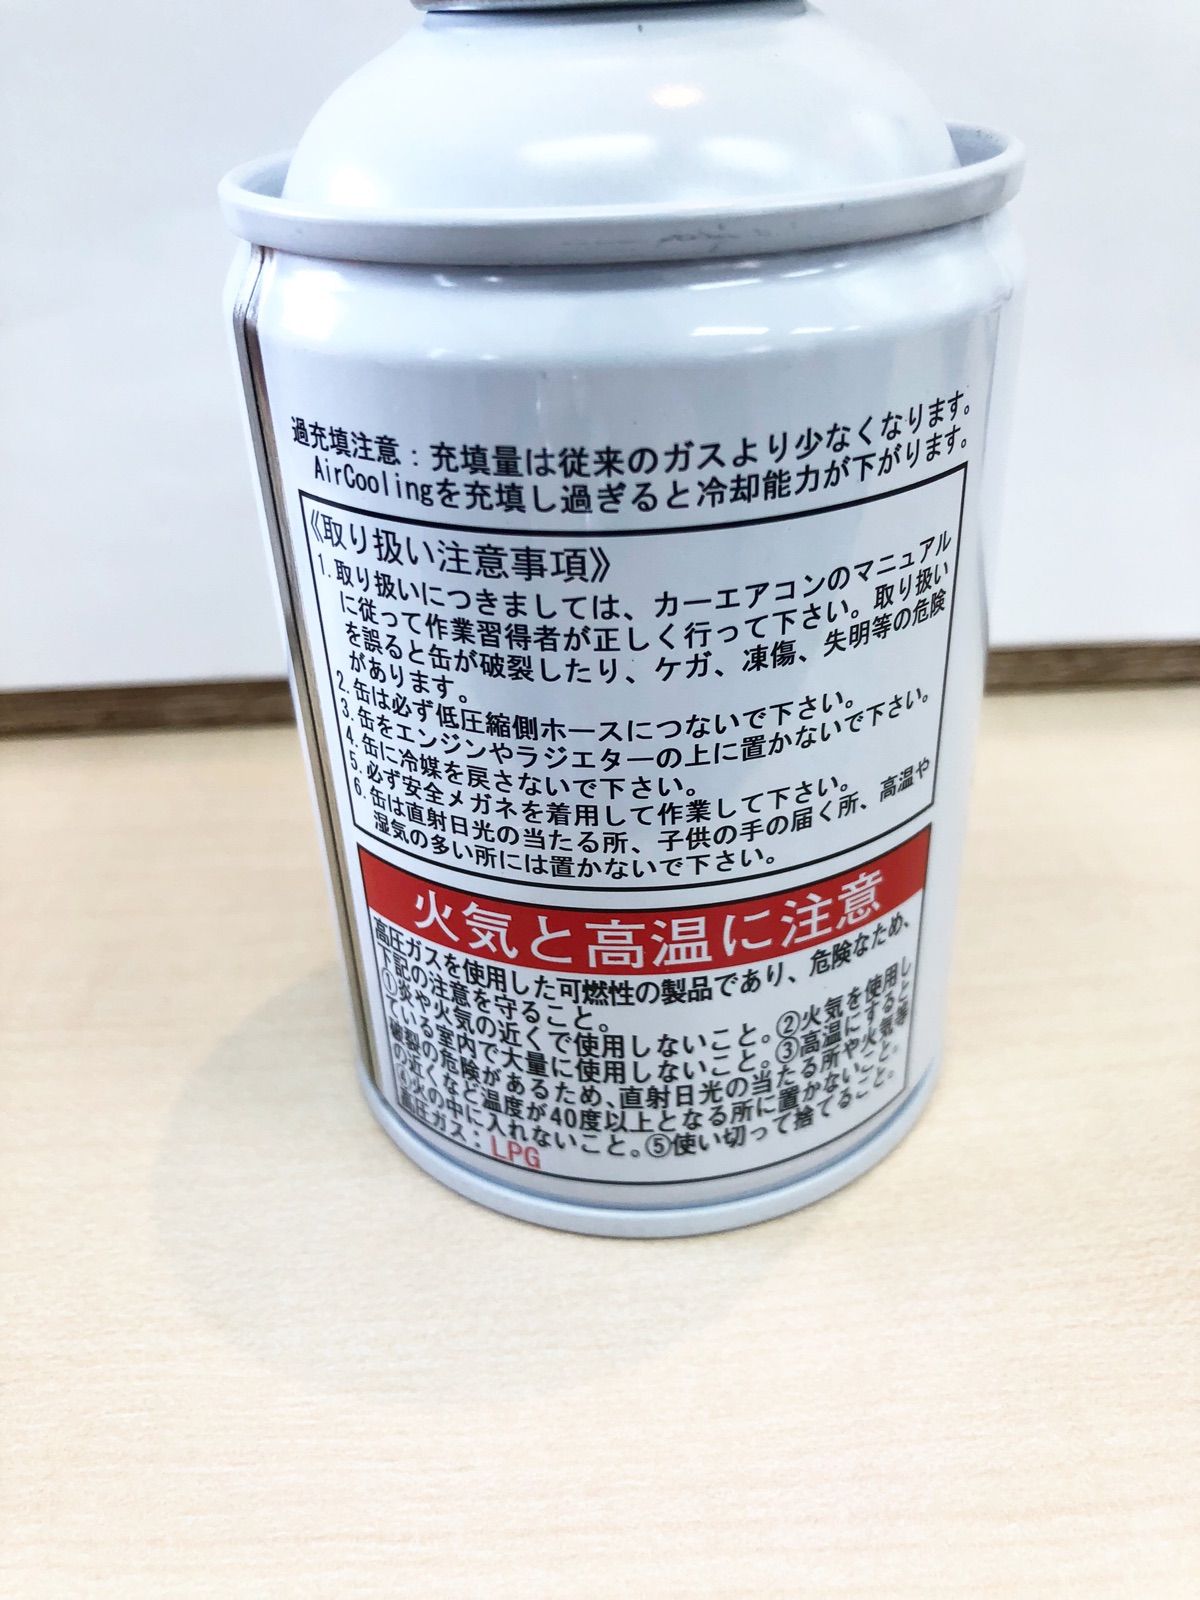 過充填注意：充填量は従来のガスより少なくなります。
AirCoolingを充填し過ぎると冷却能力が下がります。
《取り扱い注意事項》
1.取り扱いにつきましては、カーエアコンのマニュアル
に従って作業習得者が正しく行って下さい。取り扱い
を誤ると缶が破裂したり、ケガ、凍傷、失明等の危険
があります。
2.缶は必ず低圧縮側ホースにつないで下さい。
3.缶をエンジンやラジエターの上に置かないで下さい。
4.缶に冷媒を戻さないで下さい。
5.必ず安全メガネを着用して作業して下さい。
6.缶は直射日光の当たる所、子供の手の届く所、高温や
湿気の多い所には置かないで下さい。
火気と高温に注意
高圧ガスを使用した可燃性の製品であり、危険なため、
下記の注意を守ること。
①炎や火気の近くで使用しないこと。②火気を使用し
ている室内で大量に使用しないこと。③高温にすると
破裂の危険があるため、直射日光の当たる所や火気等
の近くなど温度が40度以上となる所に置かないこと。
④火の中に入れないこと。⑤使い切って捨てること。
高圧ガス：LPG